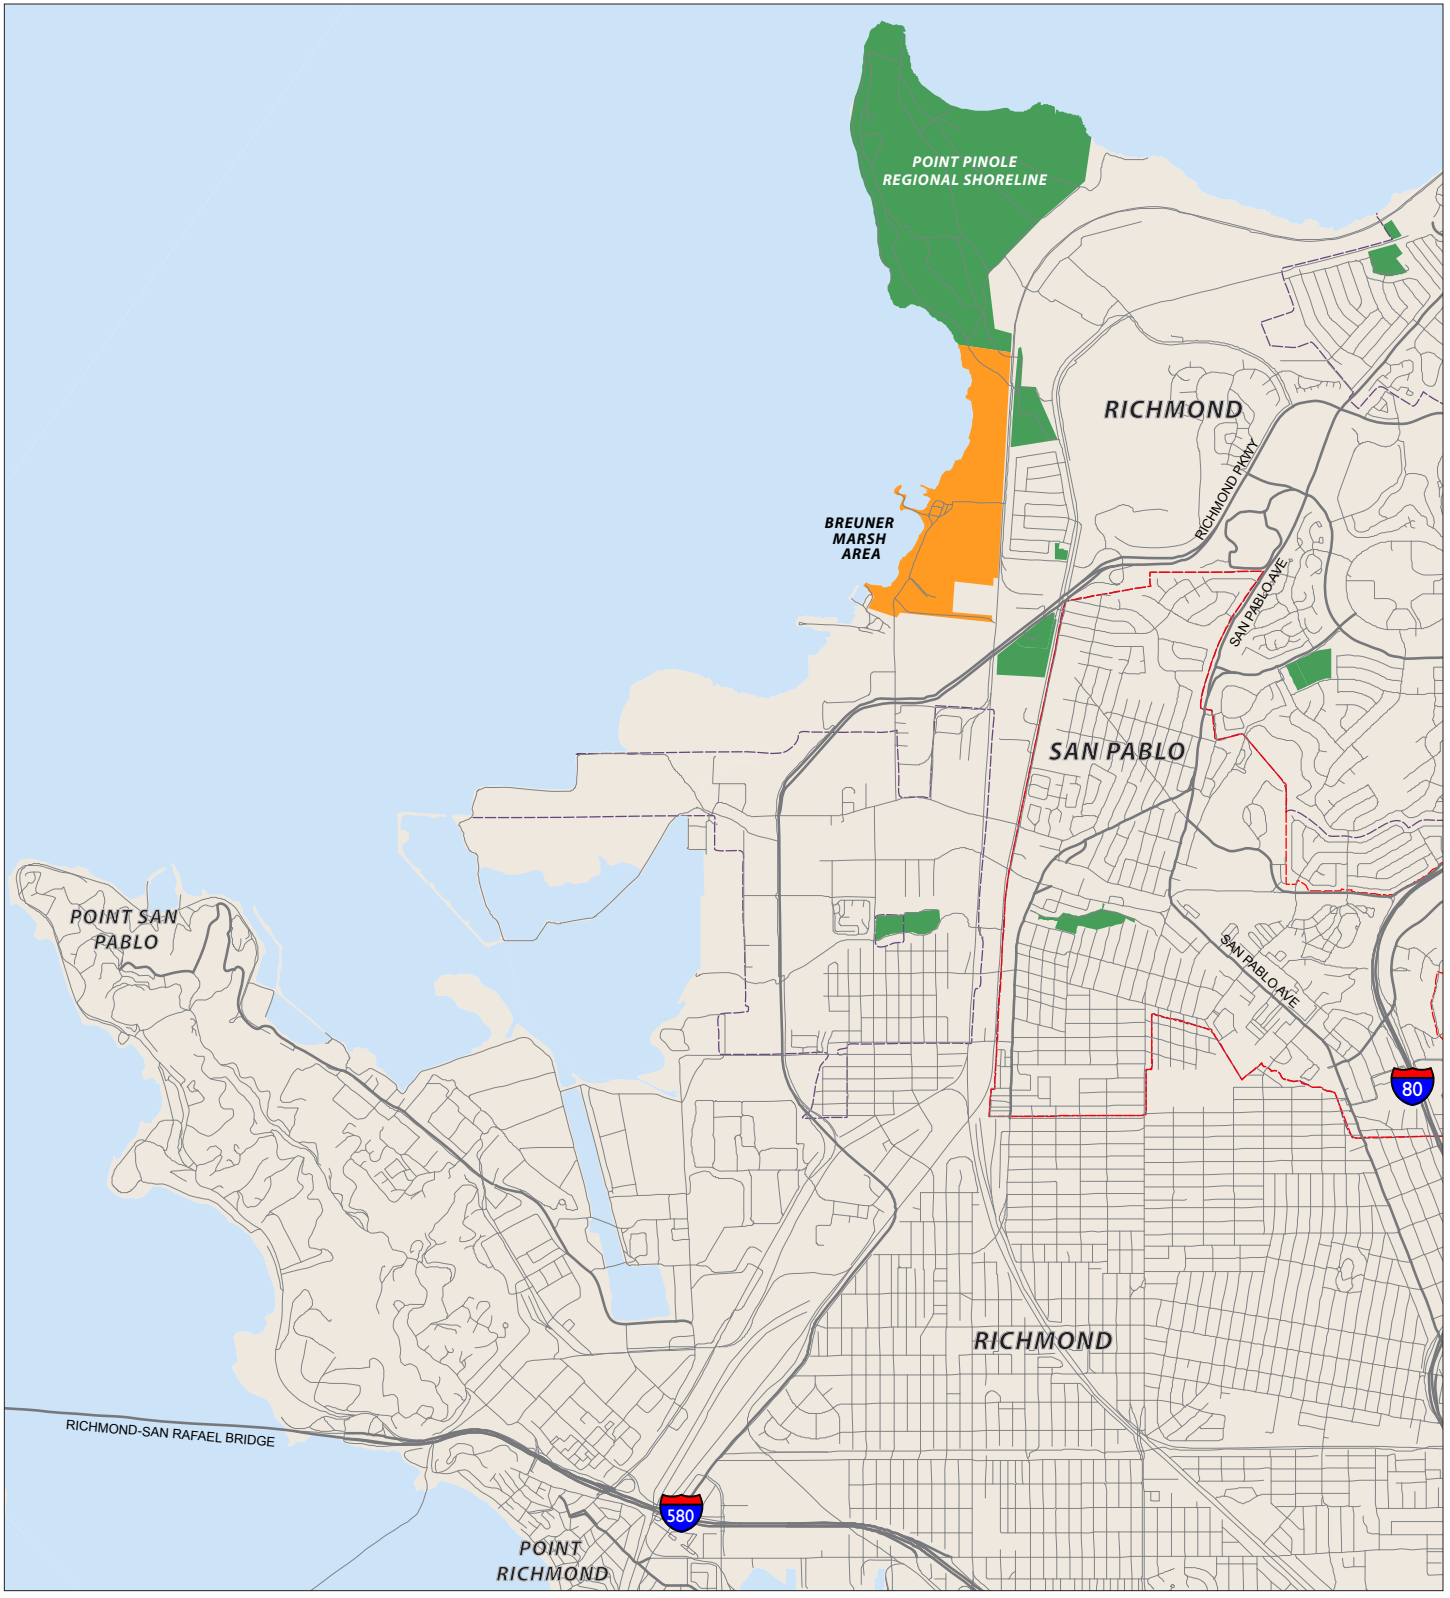 POINT PINOLE
REGIONAL SHORELINE
RICHMOND
RICHMOND PKWY
BREUNER
MARSH
AREA
SAN PABLO AVE
SAN PABLO
POINT SAN
PABLO
SAN PABLO AVE
80
RICHMOND
RICHMOND-SAN RAFAEL BRIDGE
580
POINT
RICHMOND